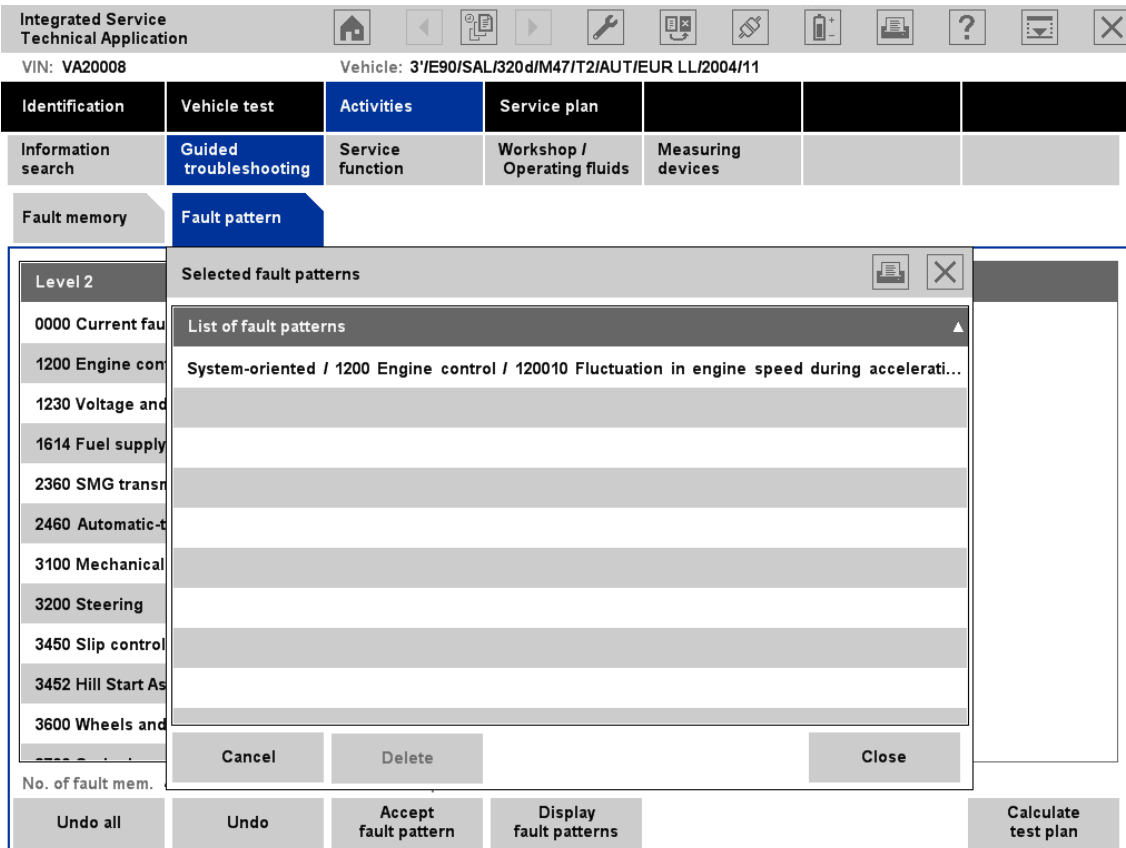 Integrated Service
Technical Application
VIN: VA20008
Vehicle: 3'/E90/SAL/320d/M47/T2/AUT/EUR LL/2004/11
Identification
Vehicle test
Activities
Service plan
Information
search
Guided
troubleshooting
Service
function
Workshop /
Operating fluids
Measuring
devices
Fault memory
Fault pattern
Level 2
Selected fault patterns
0000 Current fau
List of fault patterns
1200 Engine con
System-oriented / 1200 Engine control / 120010 Fluctuation in engine speed during accelerati...
1230 Voltage and
1614 Fuel supply
2360 SMG transm
2460 Automatic-t
3100 Mechanical
3200 Steering
3450 Slip control
3452 Hill Start As
3600 Wheels and
Cancel
Delete
Close
No. of fault mem.
Undo all
Undo
Accept
fault pattern
Display
fault patterns
Calculate
test plan